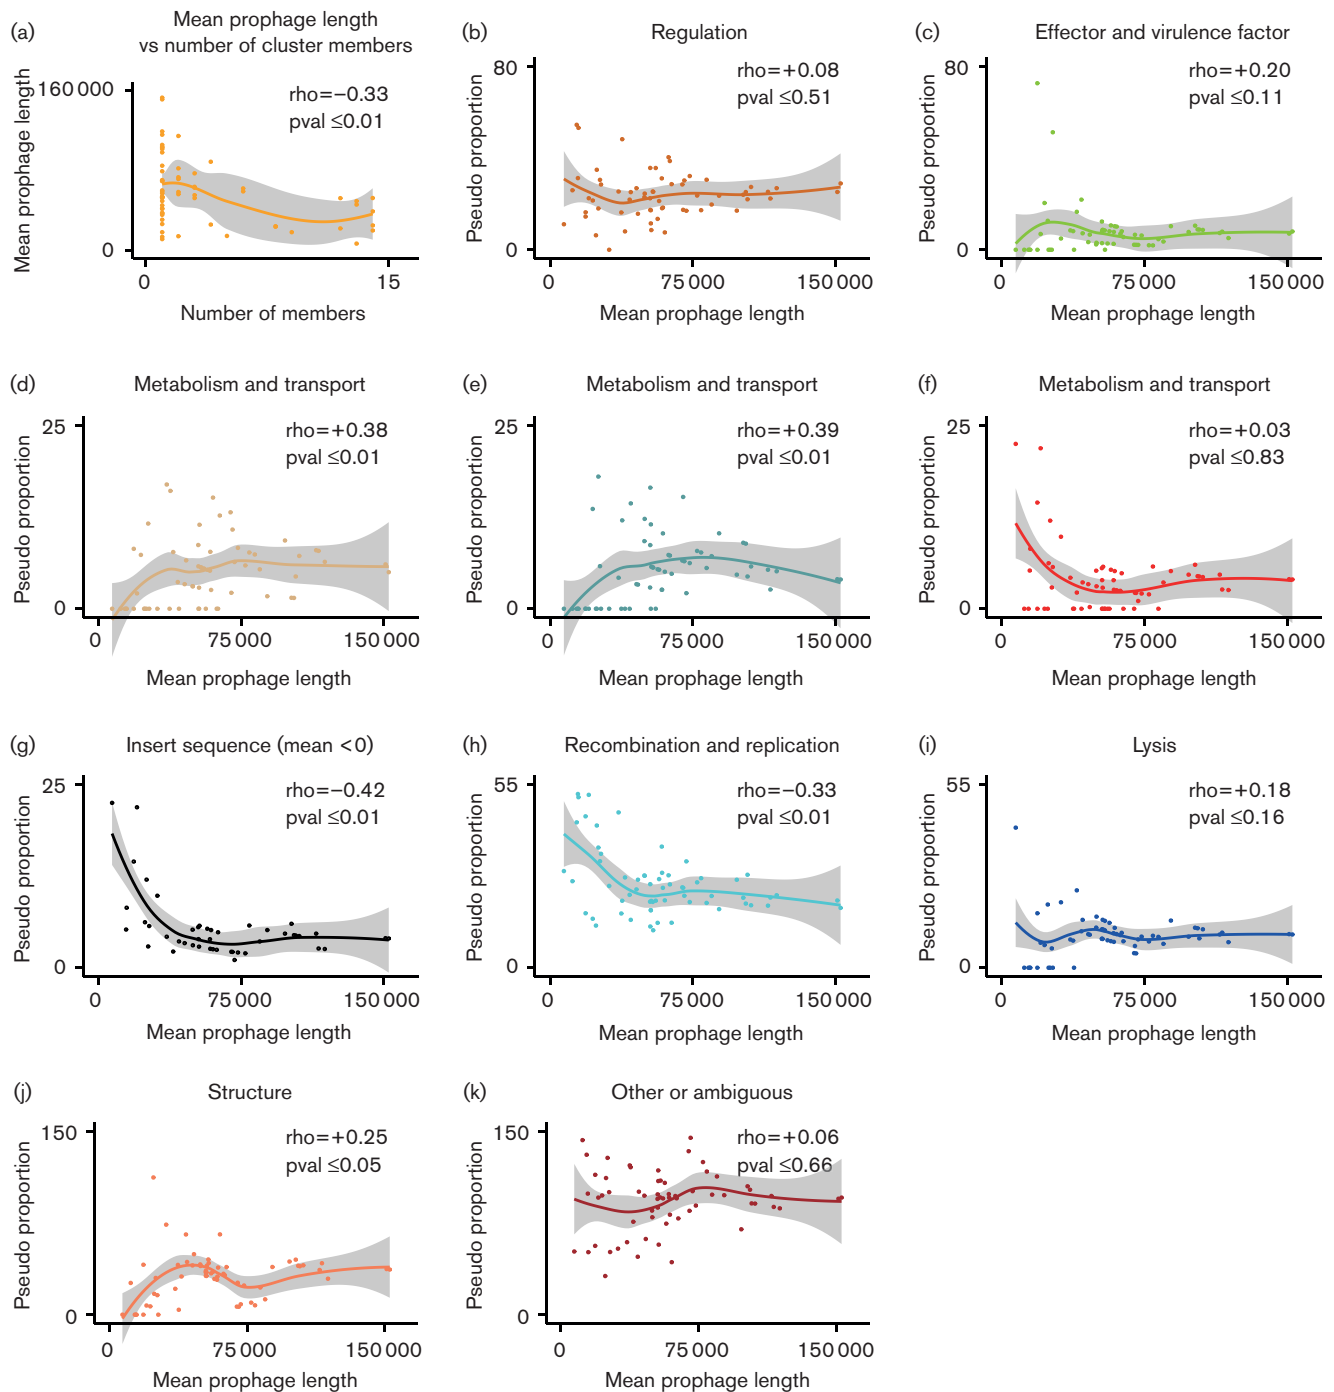 (a)
Mean prophage length
vs number of cluster members
Mean prophage length
160 000
0
rho=−0.33
pval ≤0.01
0
15
Number of members
(b)
Regulation
Pseudo proportion
80
0
rho=+0.08
pval ≤0.51
0
75 000
150 000
Mean prophage length
(c)
Effector and virulence factor
Pseudo proportion
80
0
rho=+0.20
pval ≤0.11
0
75 000
150 000
Mean prophage length
(d)
Metabolism and transport
Pseudo proportion
25
0
rho=+0.38
pval ≤0.01
0
75 000
150 000
Mean prophage length
(e)
Metabolism and transport
Pseudo proportion
25
0
rho=+0.39
pval ≤0.01
0
75 000
150 000
Mean prophage length
(f)
Metabolism and transport
Pseudo proportion
25
0
rho=+0.03
pval ≤0.83
0
75 000
150 000
Mean prophage length
(g)
Insert sequence (mean <0)
Pseudo proportion
25
0
rho=−0.42
pval ≤0.01
0
75 000
150 000
Mean prophage length
(h)
Recombination and replication
Pseudo proportion
55
0
rho=−0.33
pval ≤0.01
0
75 000
150 000
Mean prophage length
(i)
Lysis
Pseudo proportion
55
0
rho=+0.18
pval ≤0.16
0
75 000
150 000
Mean prophage length
(j)
Structure
Pseudo proportion
150
0
rho=+0.25
pval ≤0.05
0
75 000
150 000
Mean prophage length
(k)
Other or ambiguous
Pseudo proportion
150
0
rho=+0.06
pval ≤0.66
0
75 000
150 000
Mean prophage length